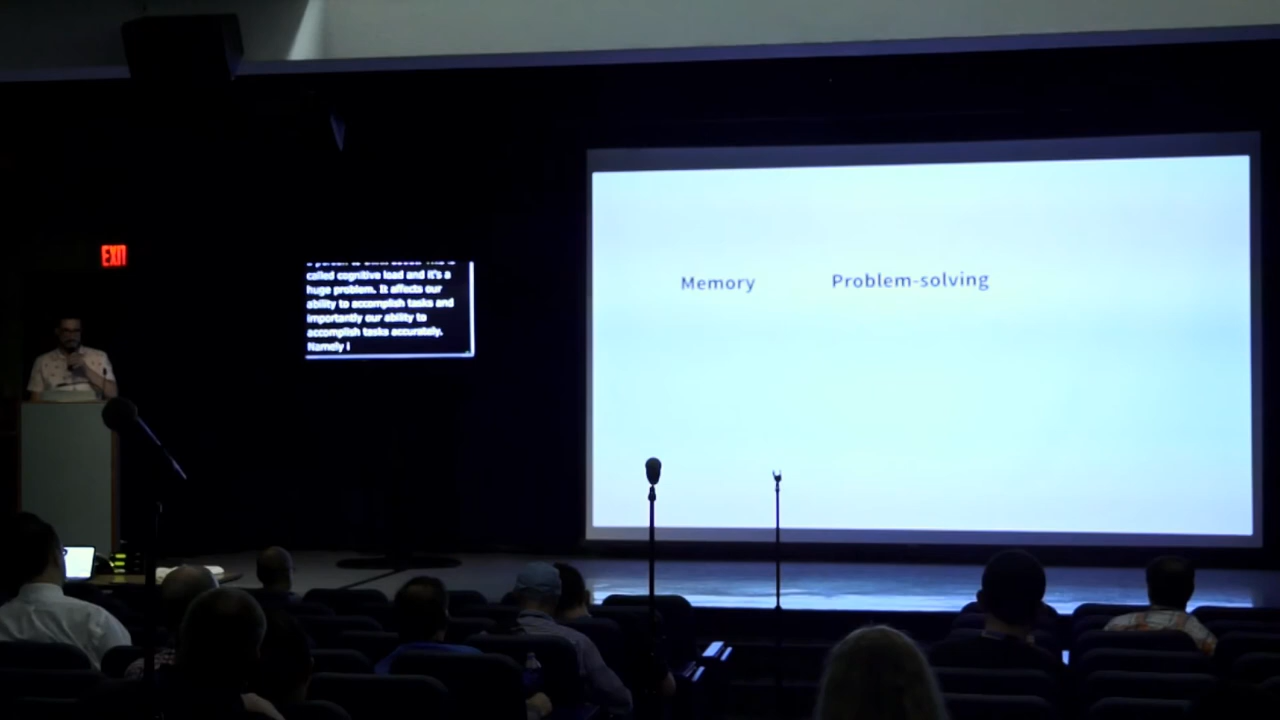 EXIT
called cognitive load and it's a
huge problem. It affects our
ability to accomplish tasks and
importantly our ability to
accomplish tasks accurately.
Namely I
Memory Problem-solving